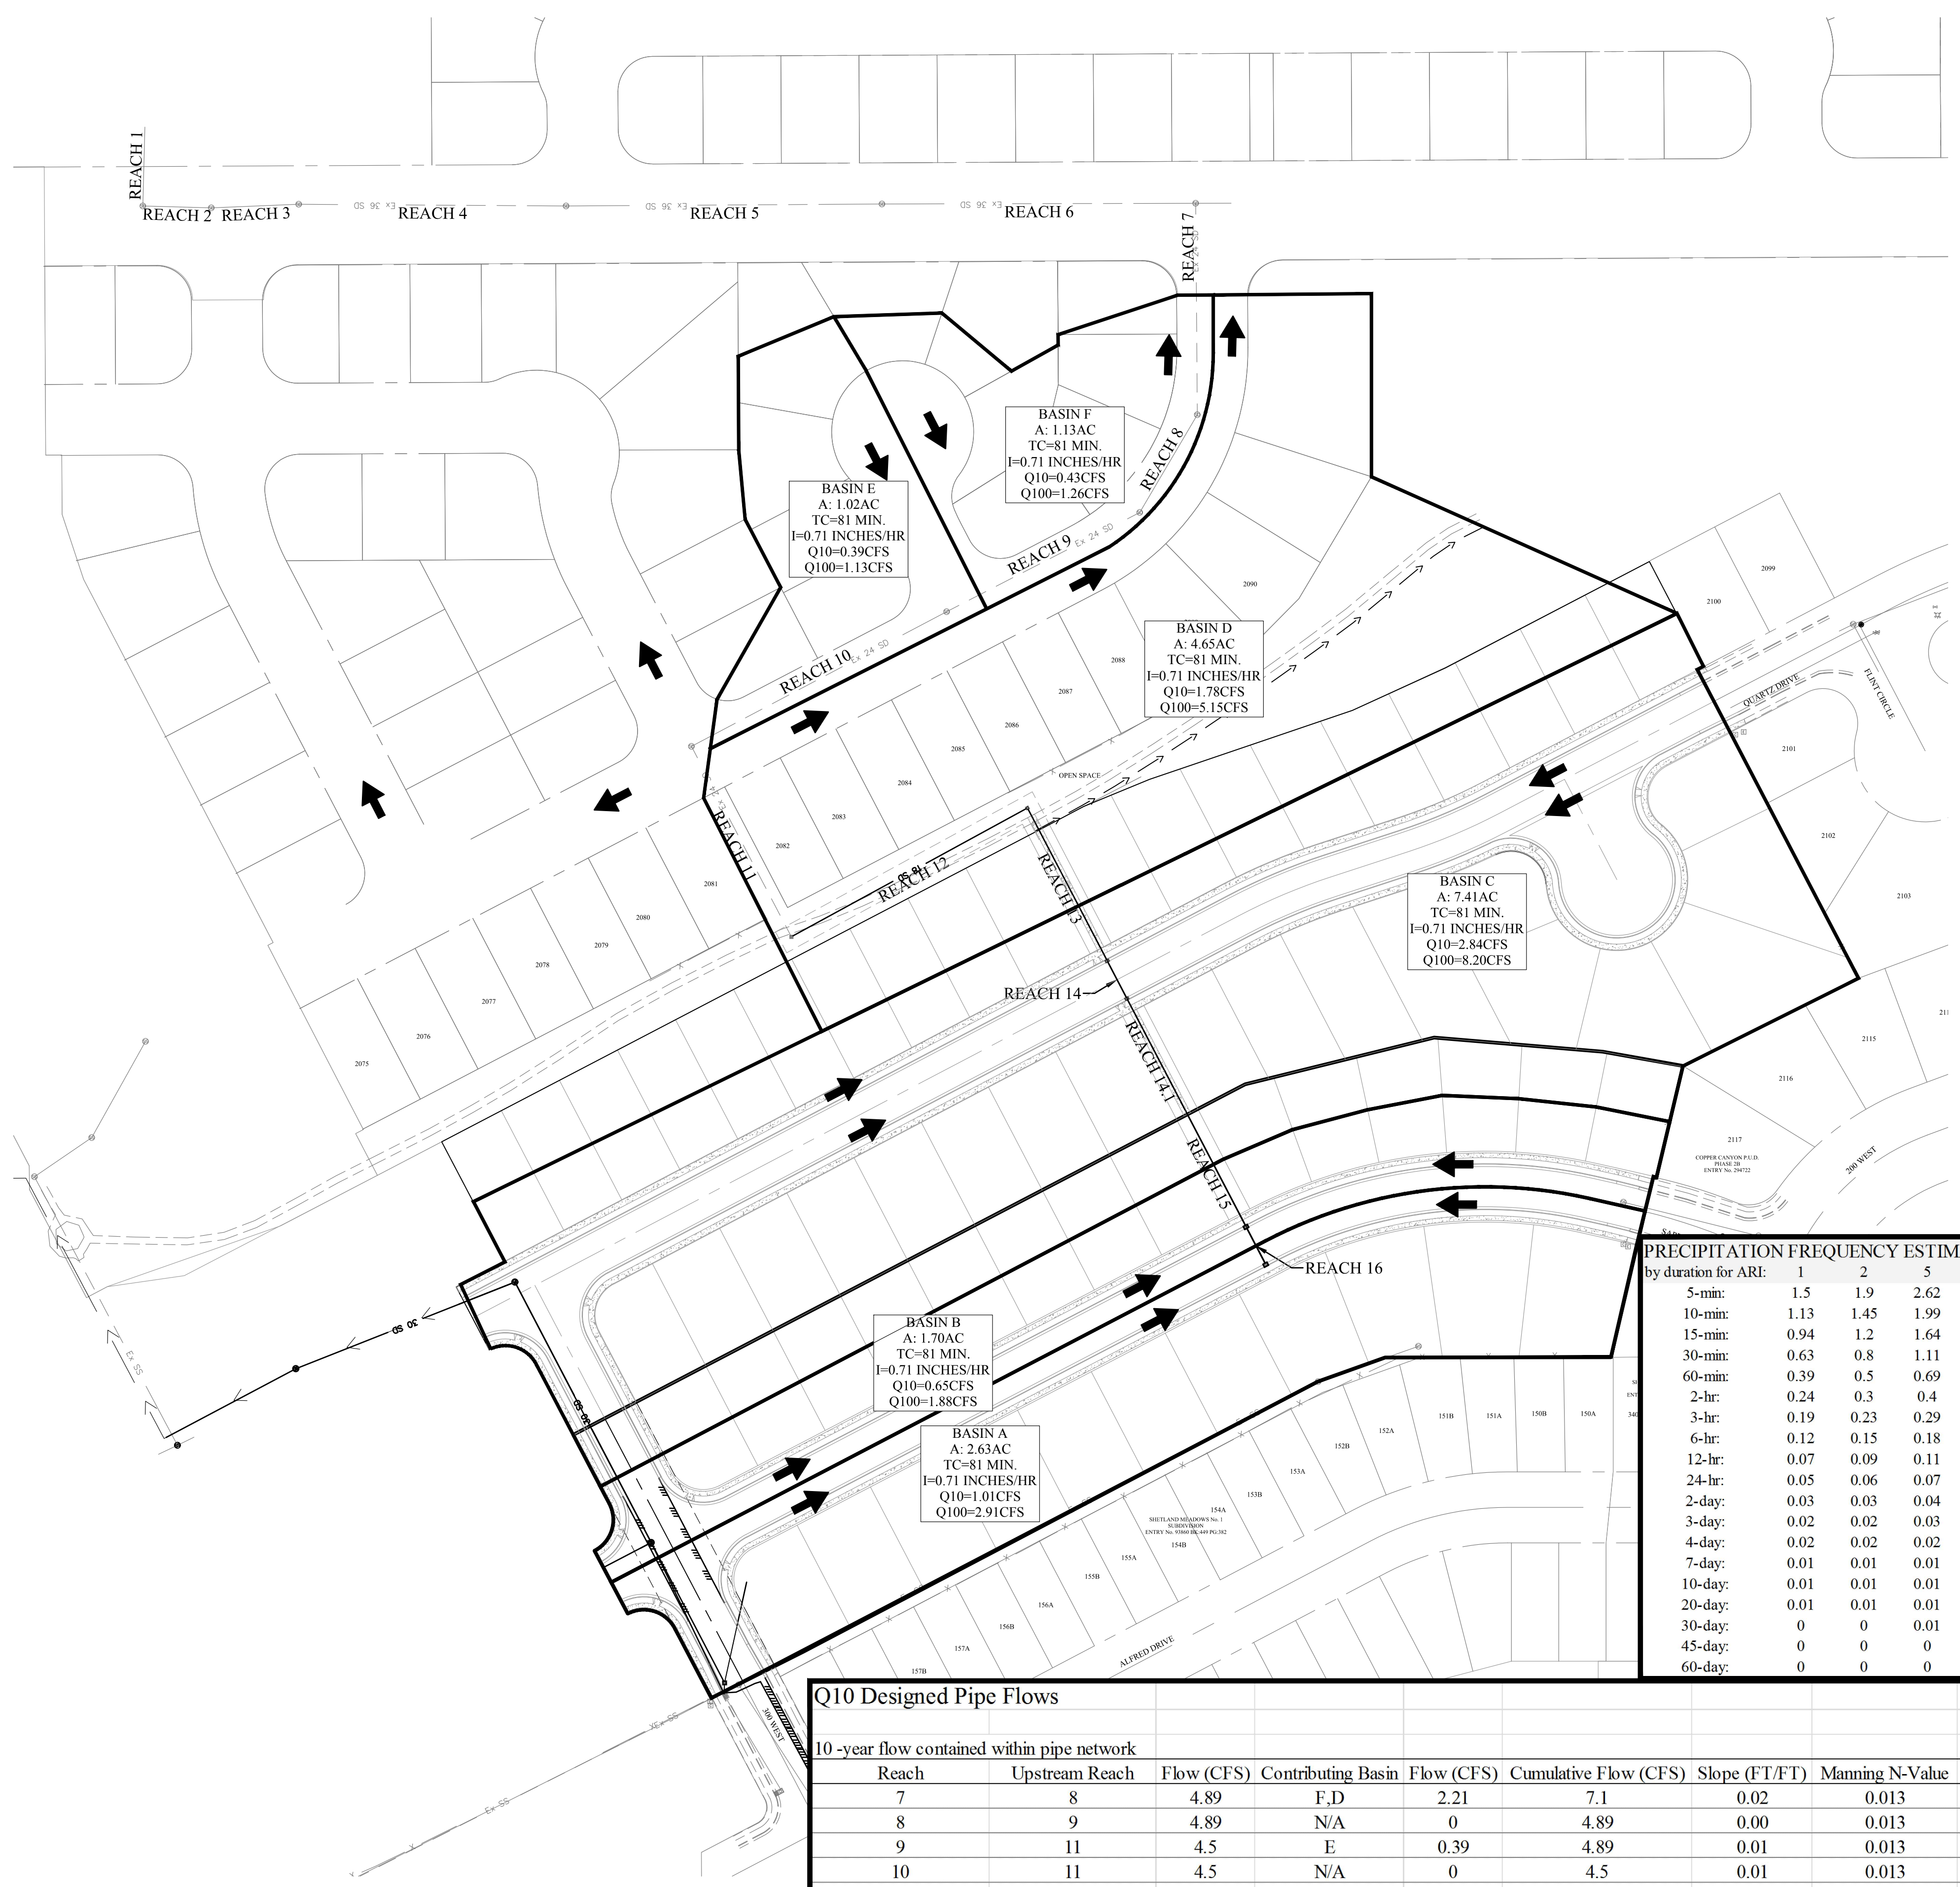 REACH 1
REACH 2
REACH 3
Ex 36 SD
REACH 4
Ex 36 SD
REACH 5
Ex 36 SD
REACH 6
REACH 7
Ex 24 SD
BASIN F
A: 1.13AC
TC=81 MIN.
I=0.71 INCHES/HR
Q10=0.43CFS
Q100=1.26CFS
REACH 8
BASIN E
A: 1.02AC
TC=81 MIN.
I=0.71 INCHES/HR
Q10=0.39CFS
Q100=1.13CFS
REACH 9
Ex 24 SD
REACH 10
Ex 24 SD
2090
2099
2100
BASIN D
A: 4.65AC
TC=81 MIN.
I=0.71 INCHES/HR
Q10=1.78CFS
Q100=5.15CFS
2088
2087
2086
2085
2084
2083
2082
2081
2080
2079
2078
2077
2076
2075
OPEN SPACE
QUARTZ DRIVE
FLINT CIRCLE
2101
2102
2103
REACH 11
18 SD
REACH 12
REACH 13
BASIN C
A: 7.41AC
TC=81 MIN.
I=0.71 INCHES/HR
Q10=2.84CFS
Q100=8.20CFS
REACH 14
REACH 14.1
REACH 15
REACH 16
2115
2116
2117
COPPER CANYON P.U.D.
PHASE 2B
ENTRY No. 294722
200 WEST
30 SD
30 SD
Ex SS
BASIN B
A: 1.70AC
TC=81 MIN.
I=0.71 INCHES/HR
Q10=0.65CFS
Q100=1.88CFS
BASIN A
A: 2.63AC
TC=81 MIN.
I=0.71 INCHES/HR
Q10=1.01CFS
Q100=2.91CFS
150A
150B
151A
151B
152A
152B
153A
153B
154A
SHETLAND MEADOWS No. 1
SUBDIVISION
ENTRY No. 93860 BK:449 PG:382
154B
155A
155B
156A
156B
157A
157B
ALFRED DRIVE
300 WEST
Ex SS
Ex SS
PRECIPITATION FREQUENCY ESTIM
by duration for ARI: 1 2 5
5-min: 1.5 1.9 2.62
10-min: 1.13 1.45 1.99
15-min: 0.94 1.2 1.64
30-min: 0.63 0.8 1.11
60-min: 0.39 0.5 0.69
2-hr: 0.24 0.3 0.4
3-hr: 0.19 0.23 0.29
6-hr: 0.12 0.15 0.18
12-hr: 0.07 0.09 0.11
24-hr: 0.05 0.06 0.07
2-day: 0.03 0.03 0.04
3-day: 0.02 0.02 0.03
4-day: 0.02 0.02 0.02
7-day: 0.01 0.01 0.01
10-day: 0.01 0.01 0.01
20-day: 0.01 0.01 0.01
30-day: 0 0 0.01
45-day: 0 0 0
60-day: 0 0 0
Q10 Designed Pipe Flows
10 -year flow contained within pipe network
Reach Upstream Reach Flow (CFS) Contributing Basin Flow (CFS) Cumulative Flow (CFS) Slope (FT/FT) Manning N-Value
7 8 4.89 F,D 2.21 7.1 0.02 0.013
8 9 4.89 N/A 0 4.89 0.00 0.013
9 11 4.5 E 0.39 4.89 0.01 0.013
10 11 4.5 N/A 0 4.5 0.01 0.013